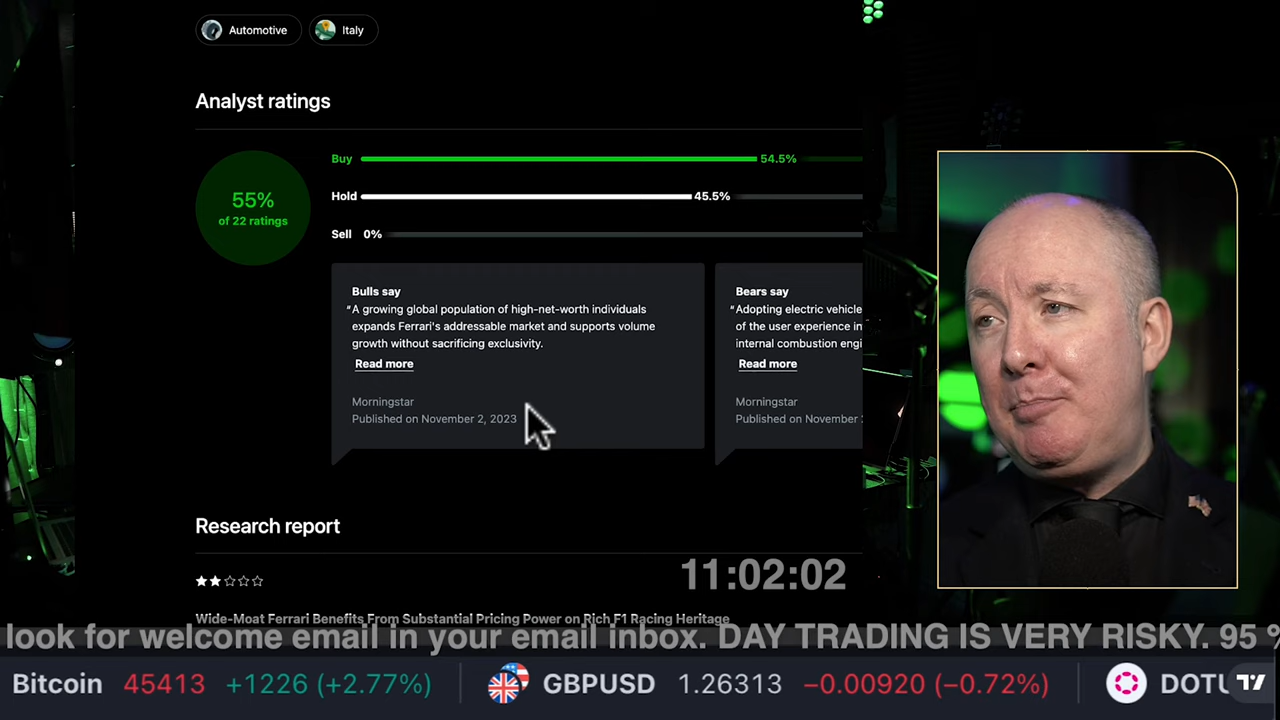 Automotive
Italy
Analyst ratings
55%
of 22 ratings
Buy 54.5%
Hold 45.5%
Sell 0%
Bulls say
“A growing global population of high-net-worth individuals
expands Ferrari's addressable market and supports volume
growth without sacrificing exclusivity.
Read more
Morningstar
Published on November 2, 2023
Bears say
“Adopting electric vehicle
of the user experience in
internal combustion engi
Read more
Morningstar
Published on November
Research report
11:02:02
Wide-Moat Ferrari Benefits From Substantial Pricing Power on Rich F1 Racing Heritage
look for welcome email in your email inbox. DAY TRADING IS VERY RISKY. 95 %
Bitcoin 45413 +1226 (+2.77%) GBPUSD 1.26313 −0.00920 (−0.72%) DOTU